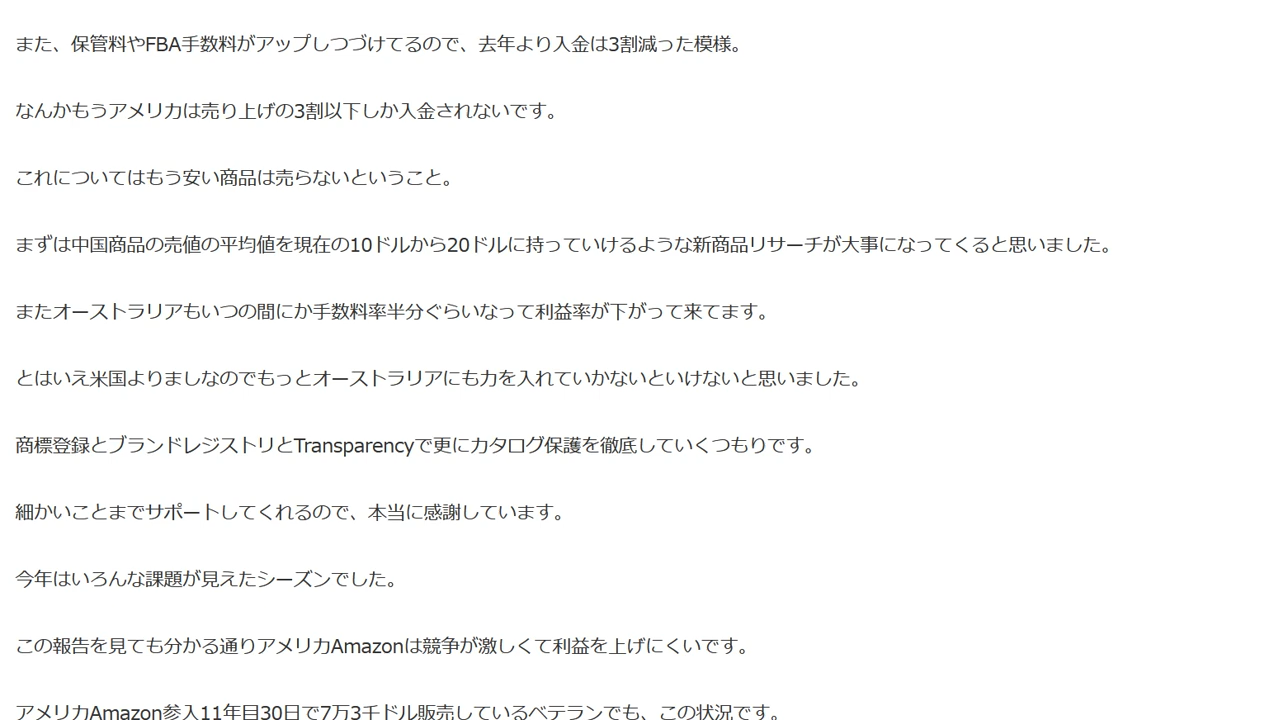 また、保管料やFBA手数料がアップしつづけてるので、去年より入金は3割減った模様。
なんかもうアメリカは売り上げの3割以下しか入金されないです。
これについてはもう安い商品は売らないということ。
まずは中国商品の売値の平均値を現在の10ドルから20ドルに持っていけるような新商品リサーチが大事になってくると思いました。
またオーストラリアもいつの間にか手数料率半分ぐらいなって利益率が下がって来てます。
とはいえ米国よりましなのでもっとオーストラリアにも力を入れていかないといけないと思いました。
商標登録とブランドレジストリとTransparencyで更にカタログ保護を徹底していくつもりです。
細かいことまでサポートしてくれるので、本当に感謝しています。
今年はいろんな課題が見えたシーズンでした。
この報告を見ても分かる通りアメリカAmazonは競争が激しくて利益を上げにくいです。
アメリカAmazon参入11年目30日で7万3千ドル販売しているベテランでも、この状況です。